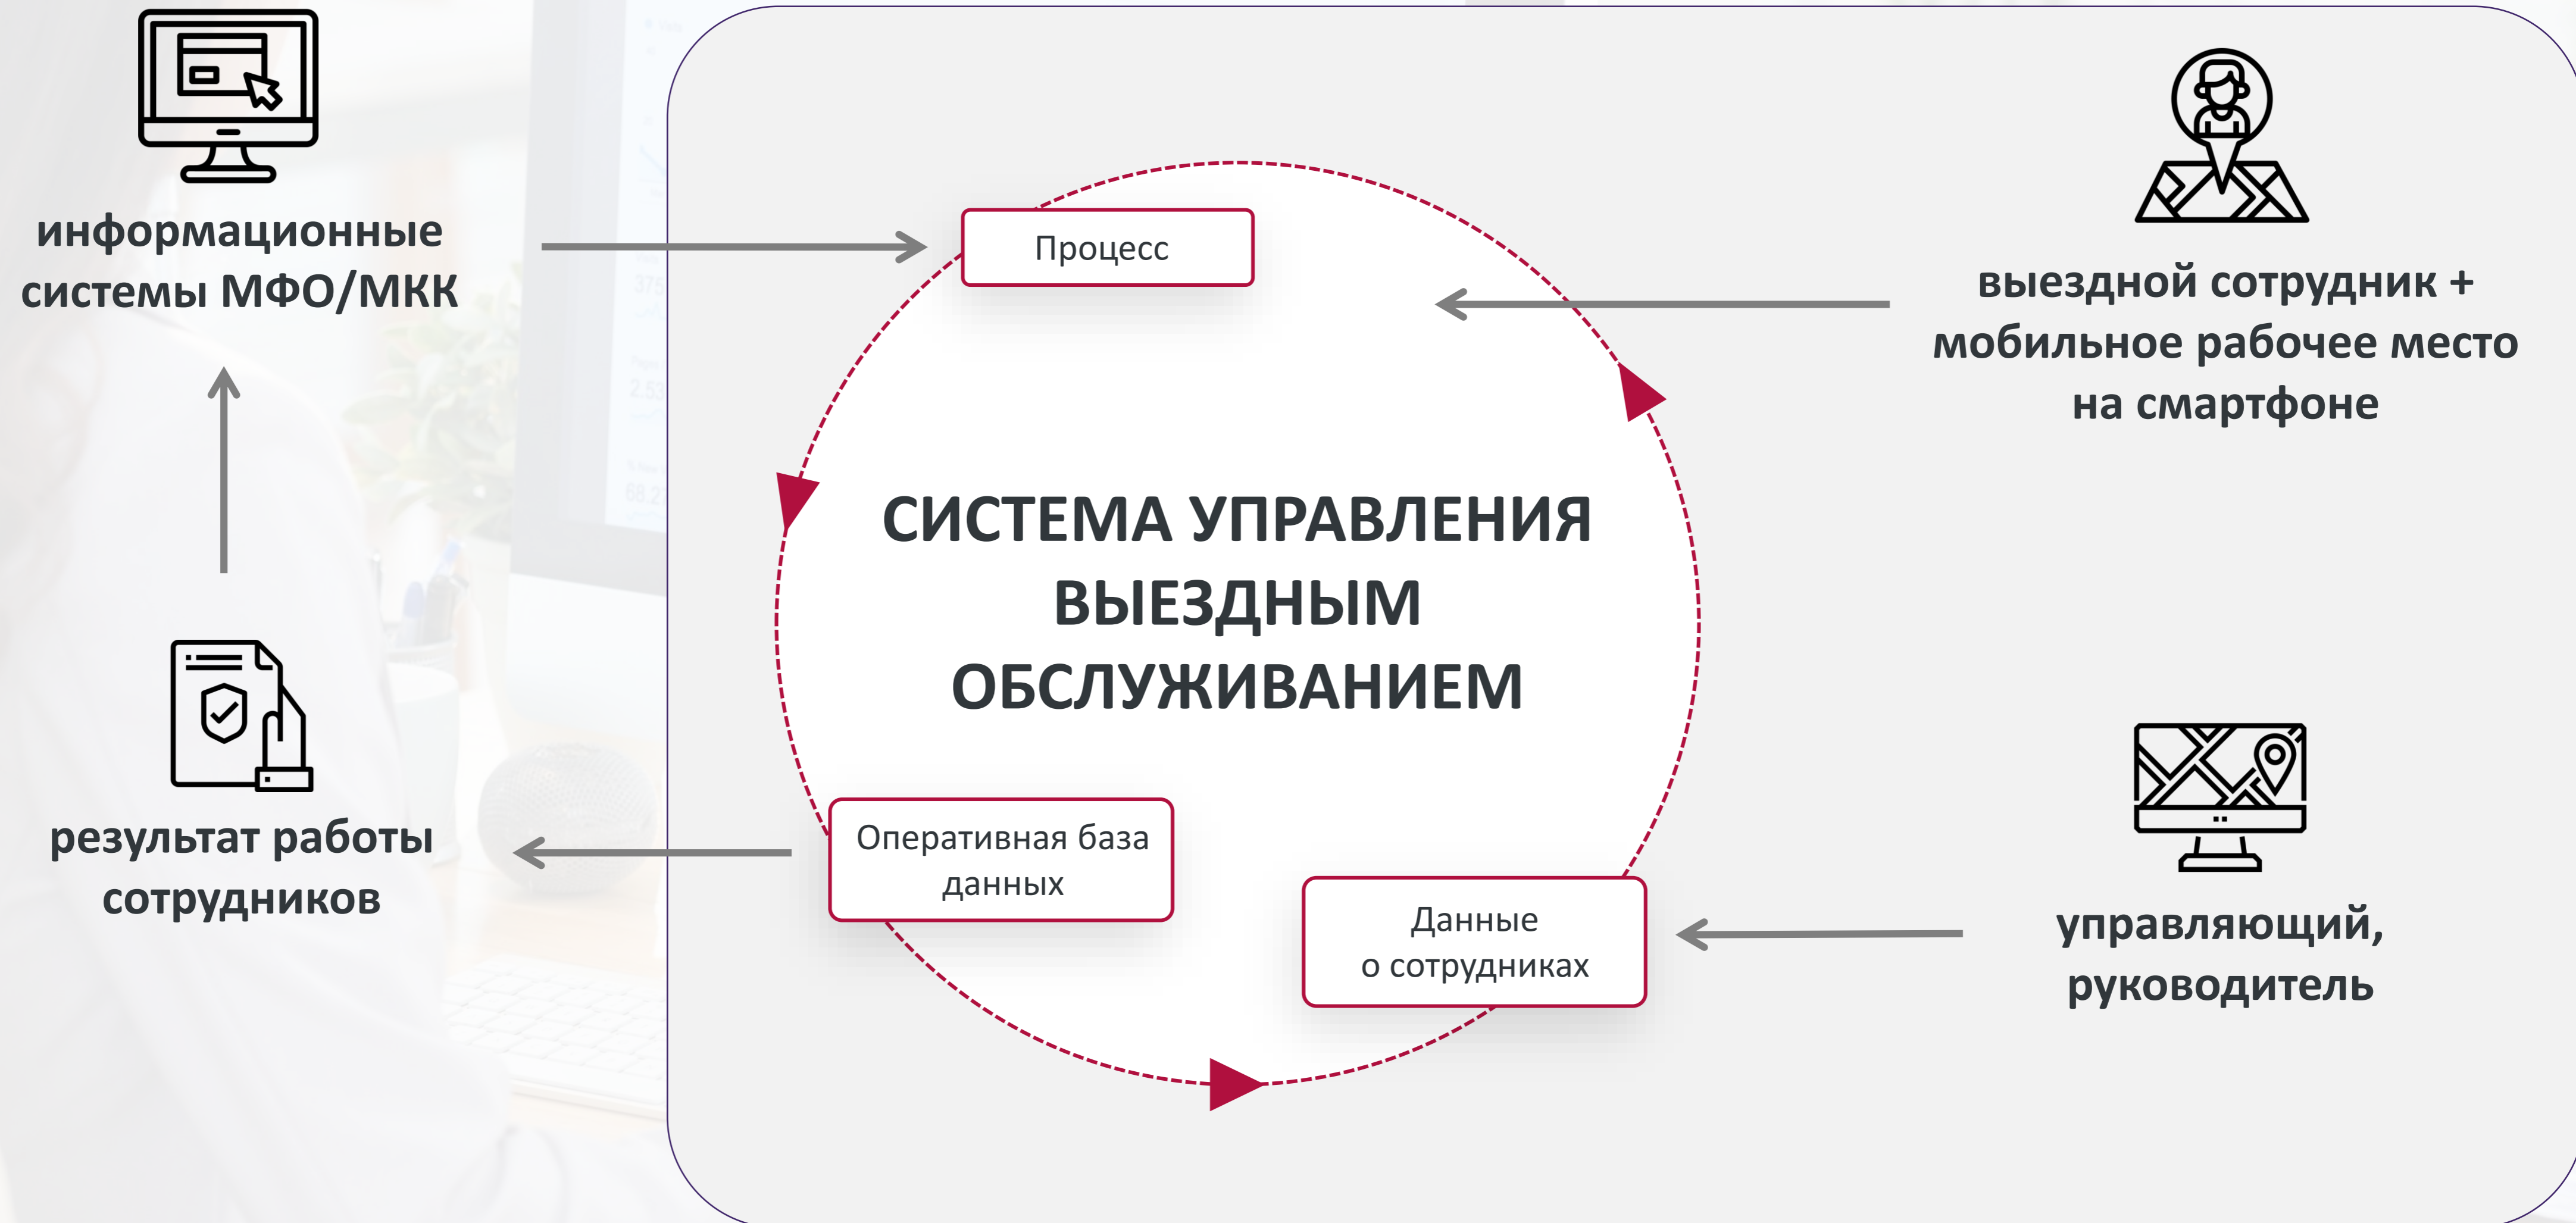 информационные
системы МФО/МКК
Процесс
выездной сотрудник +
мобильное рабочее место
на смартфоне
СИСТЕМА УПРАВЛЕНИЯ
ВЫЕЗДНЫМ
ОБСЛУЖИВАНИЕМ
результат работы
сотрудников
Оперативная база
данных
Данные
о сотрудниках
управляющий,
руководитель